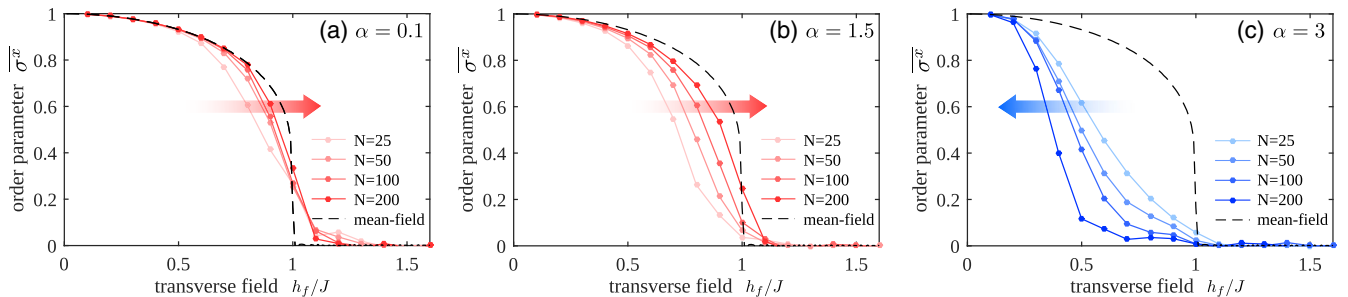 (a) α = 0.1
order parameter \overline{σ^x}
1
0.8
0.6
0.4
0.2
0
N=25
N=50
N=100
N=200
mean-field
0 0.5 1 1.5
transverse field h_f/J
(b) α = 1.5
order parameter \overline{σ^x}
1
0.8
0.6
0.4
0.2
0
N=25
N=50
N=100
N=200
mean-field
0 0.5 1 1.5
transverse field h_f/J
(c) α = 3
order parameter \overline{σ^x}
1
0.8
0.6
0.4
0.2
0
N=25
N=50
N=100
N=200
mean-field
0 0.5 1 1.5
transverse field h_f/J